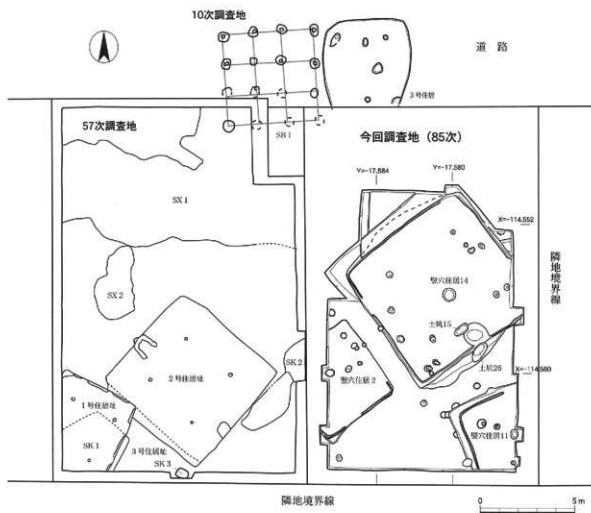 10次調査地
道路
3号住居
57次調査地
SB1
今回調査地（85次）
Y=-17.584
Y=-17.580
X=-114.552
SX1
竪穴住居14
隣地境界線
SX2
土坑15
SK2
土坑26
X=-114.560
2号住居址
竪穴住居2
1号住居址
竪穴住居11
SK1
3号住居址
SK3
隣地境界線
0 5m